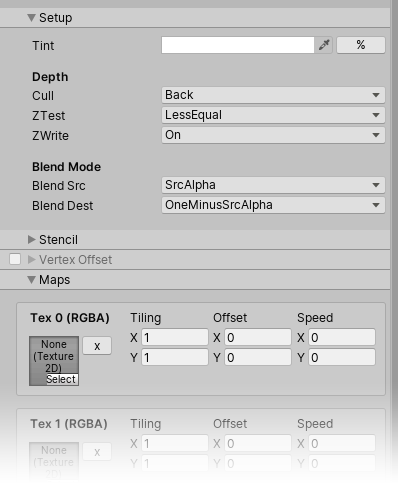 Setup
Tint %
Depth
Cull Back
ZTest LessEqual
ZWrite On
Blend Mode
Blend Src SrcAlpha
Blend Dest OneMinusSrcAlpha
Stencil
Vertex Offset
Maps
Tex 0 (RGBA) Tiling Offset Speed
None
(Texture
2D)
Select
x
X 1 X 0 X 0
Y 1 Y 0 Y 0
Tex 1 (RGBA) Tiling Offset Speed
None
(Texture
2D)
x
X 1 X 0 X 0
Y 1 Y 0 Y 0